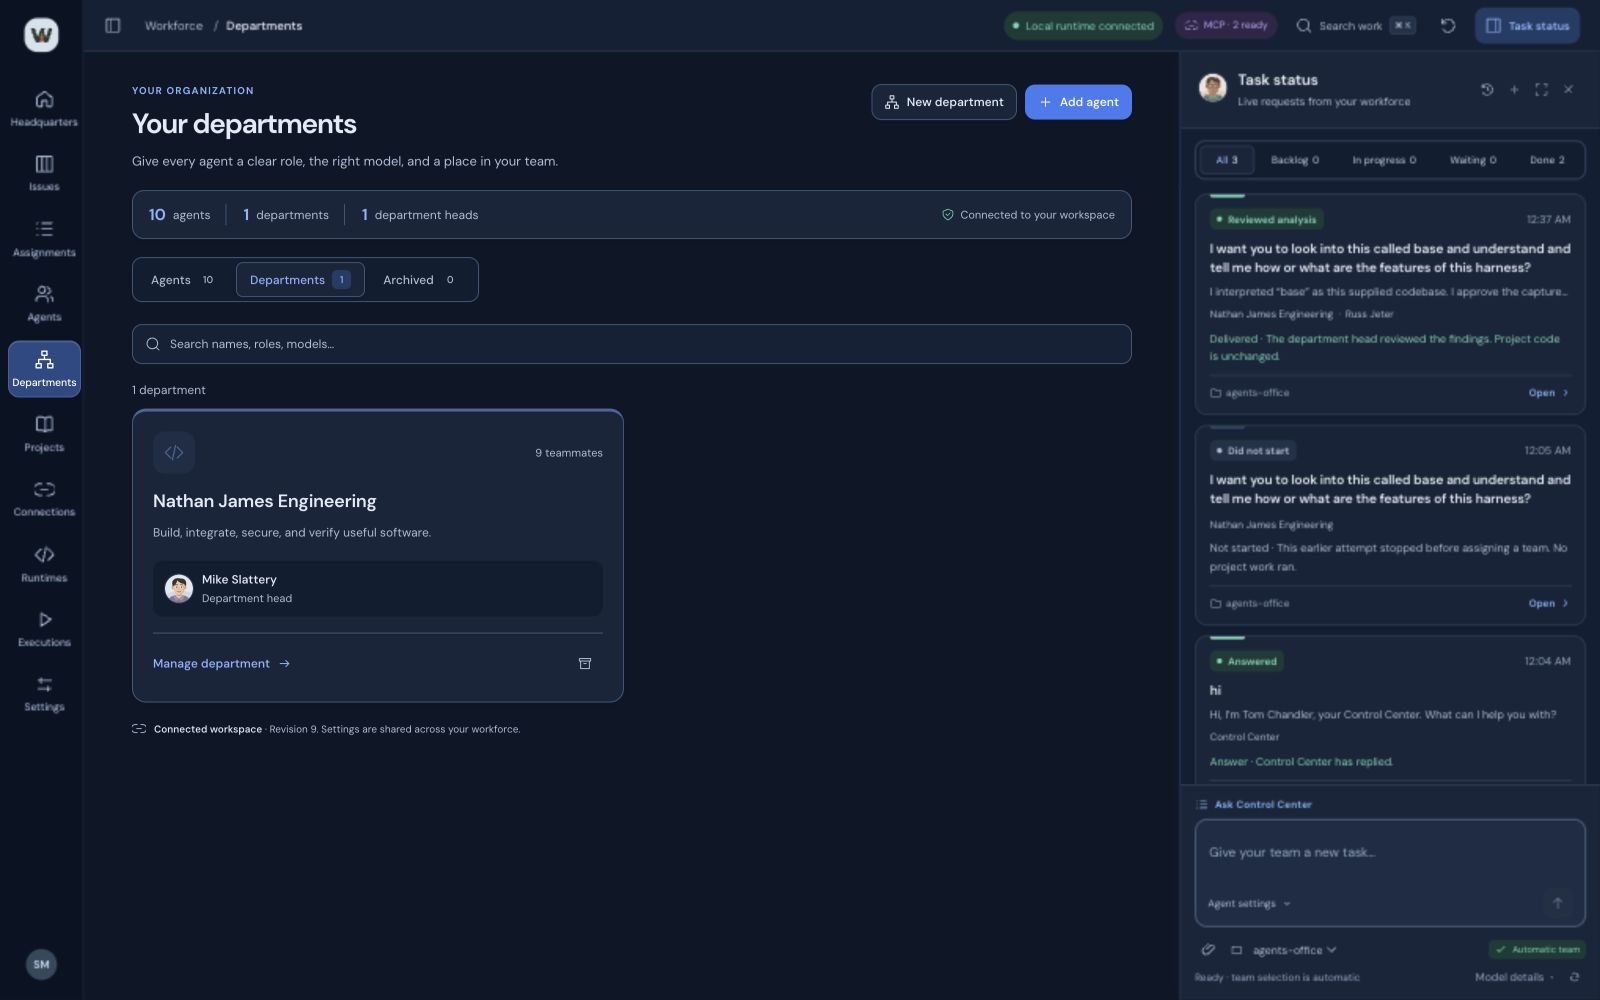 W
Headquarters
Issues
Assignments
Agents
Departments
Projects
Connections
Runtimes
Executions
Settings
SM
Workforce / Departments
Local runtime connected
MCP · 2 ready
Search work ⌘ K
Task status
YOUR ORGANIZATION
Your departments
Give every agent a clear role, the right model, and a place in your team.
New department
+ Add agent
10 agents
1 departments
1 department heads
Connected to your workspace
Agents 10
Departments 1
Archived 0
Search names, roles, models...
1 department
9 teammates
Nathan James Engineering
Build, integrate, secure, and verify useful software.
Mike Slattery
Department head
Manage department →
Connected workspace · Revision 9. Settings are shared across your workforce.
Task status
Live requests from your workforce
All 3
Backlog 0
In progress 0
Waiting 0
Done 2
Reviewed analysis
12:37 AM
I want you to look into this called base and understand and
tell me how or what are the features of this harness?
I interpreted “base” as this supplied codebase. I approve the capture...
Nathan James Engineering · Russ Jeter
Delivered · The department head reviewed the findings. Project code
is unchanged.
agents-office
Open >
Did not start
12:05 AM
I want you to look into this called base and understand and
tell me how or what are the features of this harness?
Nathan James Engineering
Not started · This earlier attempt stopped before assigning a team. No
project work ran.
agents-office
Open >
Answered
12:04 AM
hi
Hi, I'm Tom Chandler, your Control Center. What can I help you with?
Control Center
Answer · Control Center has replied.
Ask Control Center
Give your team a new task...
Agent settings
agents-office
Automatic team
Ready · team selection is automatic
Model details